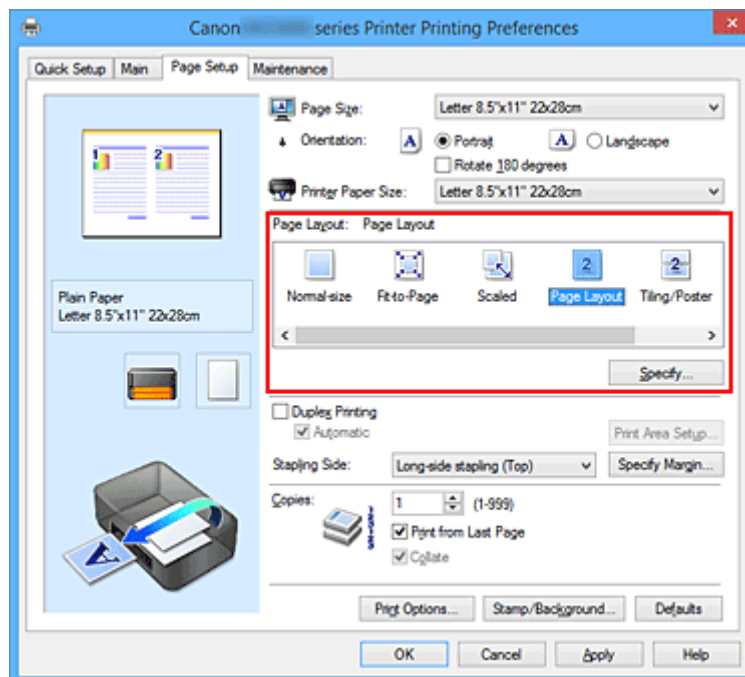 Canon series Printer Printing Preferences
Quick Setup Main Page Setup Maintenance
1 2
Page Size: Letter 8.5"x11" 22x28cm
Orientation: A Portrait A Landscape
Rotate 180 degrees
Printer Paper Size: Letter 8.5"x11" 22x28cm
Page Layout: Page Layout
2 2
Normal-size Fit-to-Page Scaled Page Layout Tiling/Poster
Specify...
Plain Paper
Letter 8.5"x11" 22x28cm
Duplex Printing
Automatic
Print Area Setup...
Stapling Side: Long-side stapling (Top) Specify Margin...
Copies: 1 (1-999)
Print from Last Page
Collate
A
Print Options... Stamp/Background... Defaults
OK Cancel Apply Help